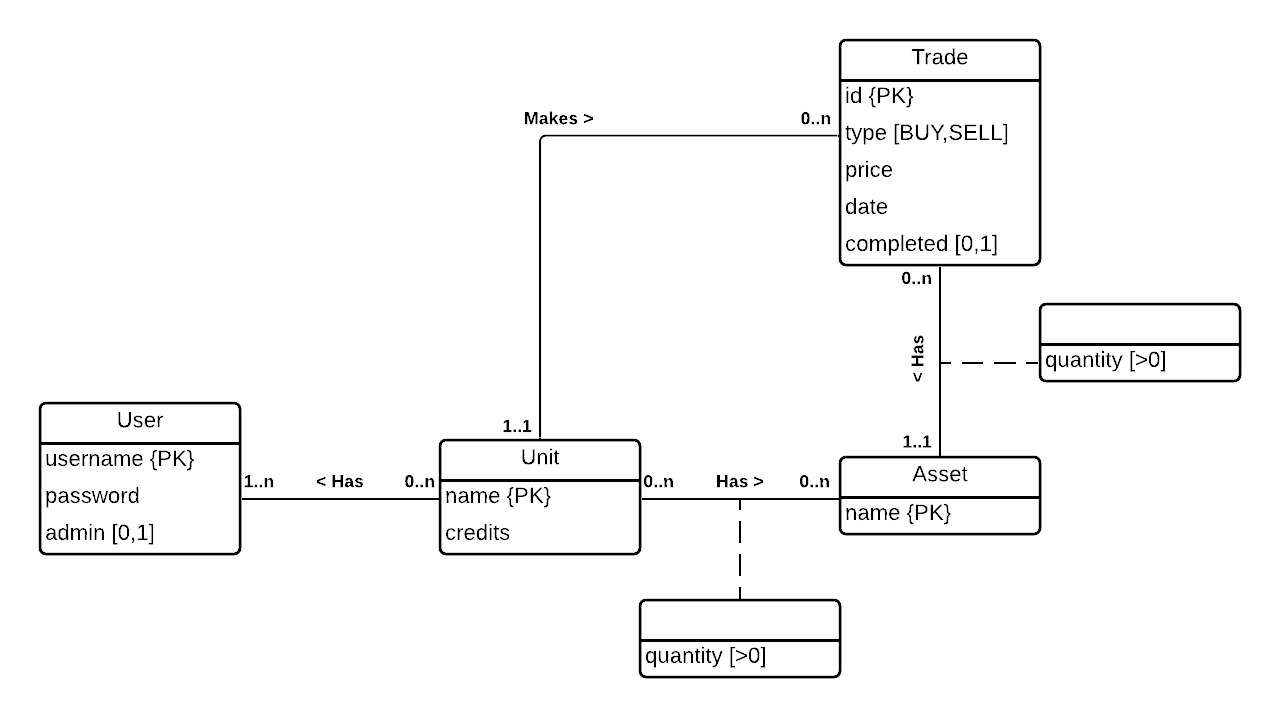 Trade
id {PK}
type [BUY,SELL]
price
date
completed [0,1]
Makes >
0..n
1..1
0..n
< Has
1..1
quantity [>0]
User
username {PK}
password
admin [0,1]
1..n
< Has
0..n
Unit
name {PK}
credits
0..n
Has >
0..n
Asset
name {PK}
quantity [>0]